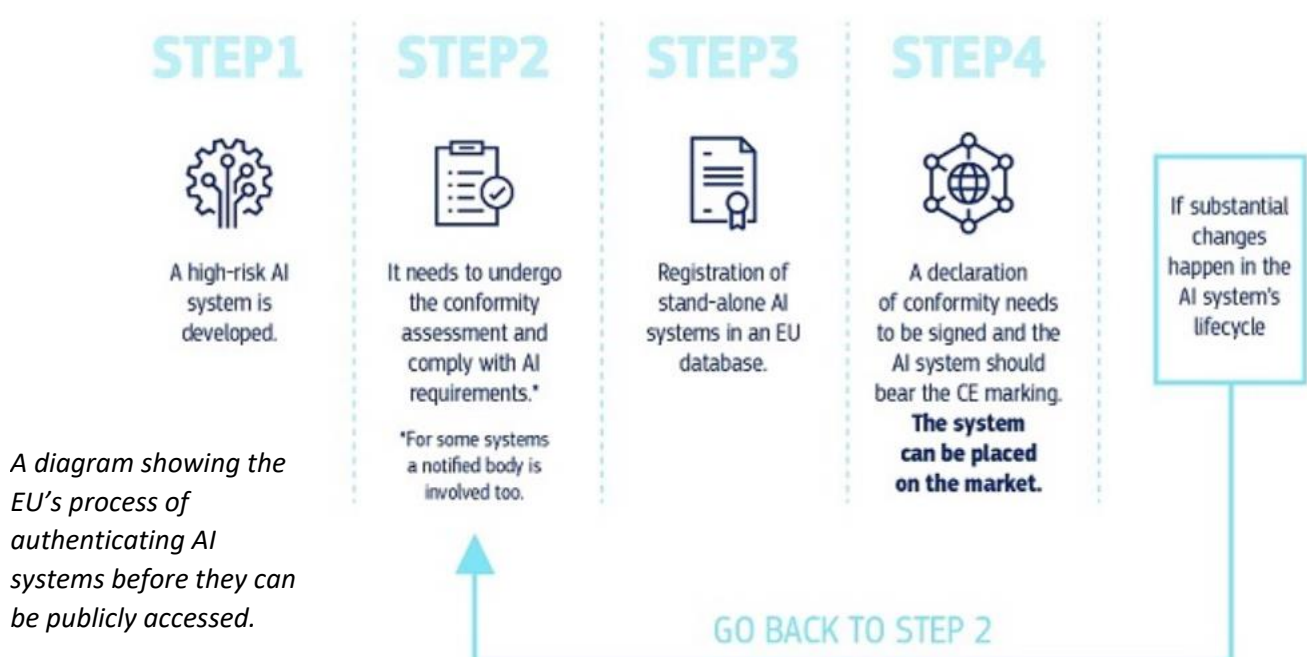 STEP1
A high-risk AI
system is
developed.
STEP2
It needs to undergo
the conformity
assessment and
comply with AI
requirements.*
*For some systems
a notified body is
involved too.
STEP3
Registration of
stand-alone AI
systems in an EU
database.
STEP4
A declaration
of conformity needs
to be signed and the
AI system should
bear the CE marking.
The system
can be placed
on the market.
If substantial
changes
happen in the
AI system's
lifecycle
GO BACK TO STEP 2
A diagram showing the
EU’s process of
authenticating AI
systems before they can
be publicly accessed.